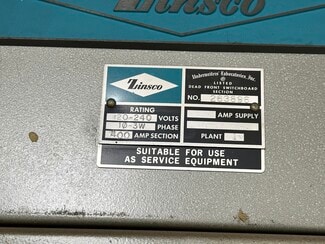 Zinsco
Zinsco
RATING
120-240 VOLTS
1Ø-3W PHASE
400 AMP SECTION
Underwriters' Laboratories, Inc.
LISTED
DEAD FRONT SWITCHBOARD
SECTION
NO.
AMP SUPPLY
PLANT
SUITABLE FOR USE
AS SERVICE EQUIPMENT